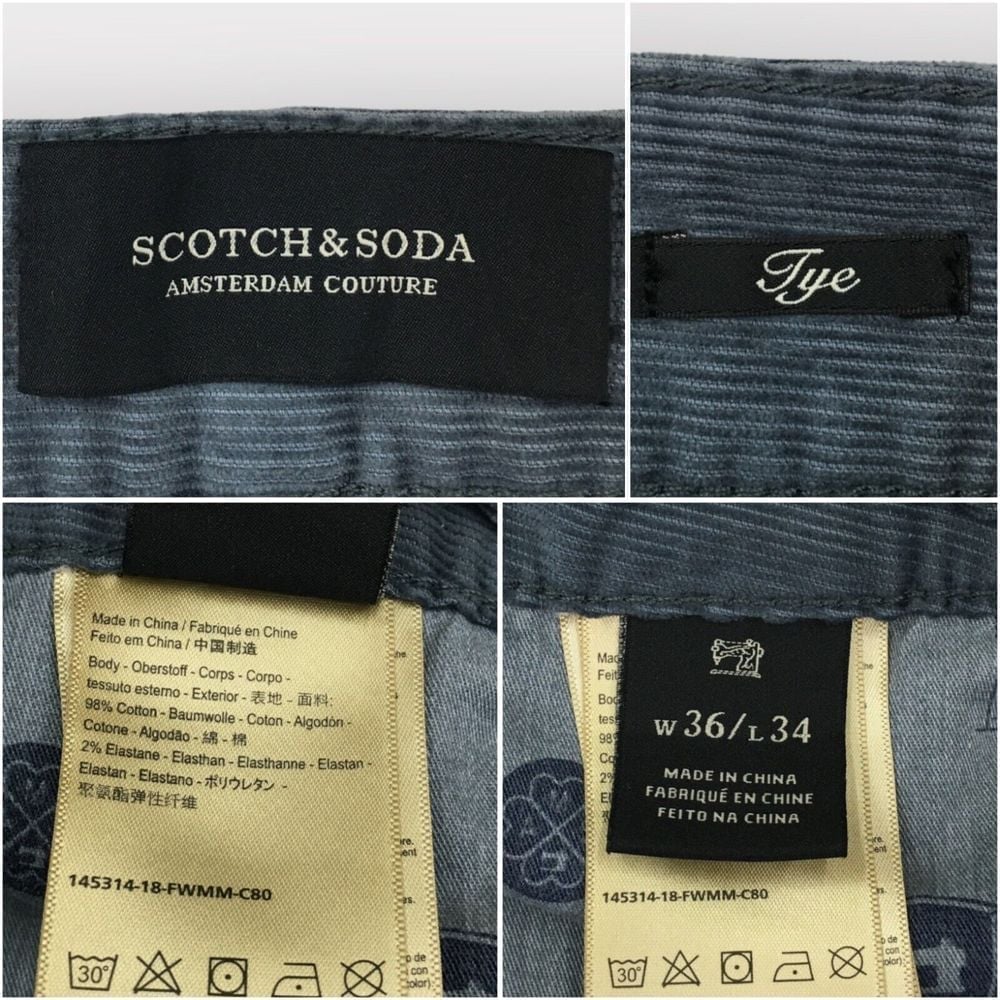 SCOTCH & SODA
AMSTERDAM COUTURE
Tye
Made in China / Fabriqué en Chine
Feito em China / 中国制造
Body - Oberstoff - Corps - Corpo -
tessuto esterno - Exterior - 表地 - 面料:
98% Cotton - Baumwolle - Coton - Algodón -
Cotone - Algodão - 綿 - 棉
2% Elastane - Elasthan - Elasthanne - Elastan -
Elastan - Elastano - ポリウレタン -
聚氨酯弹性纤维
145314-18-FWMM-C80
30°
W 36/L 34
MADE IN CHINA
FABRIQUÉ EN CHINE
FEITO NA CHINA
145314-18-FWMM-C80
30°